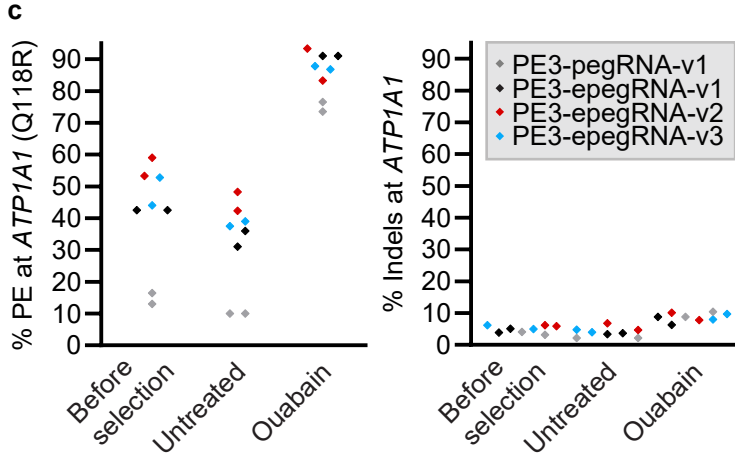 c
% PE at ATP1A1 (Q118R)
90
80
70
60
50
40
30
20
10
0
Before
selection
Untreated
Ouabain
% Indels at ATP1A1
90
80
70
60
50
40
30
20
10
0
PE3-pegRNA-v1
PE3-epegRNA-v1
PE3-epegRNA-v2
PE3-epegRNA-v3
Before
selection
Untreated
Ouabain